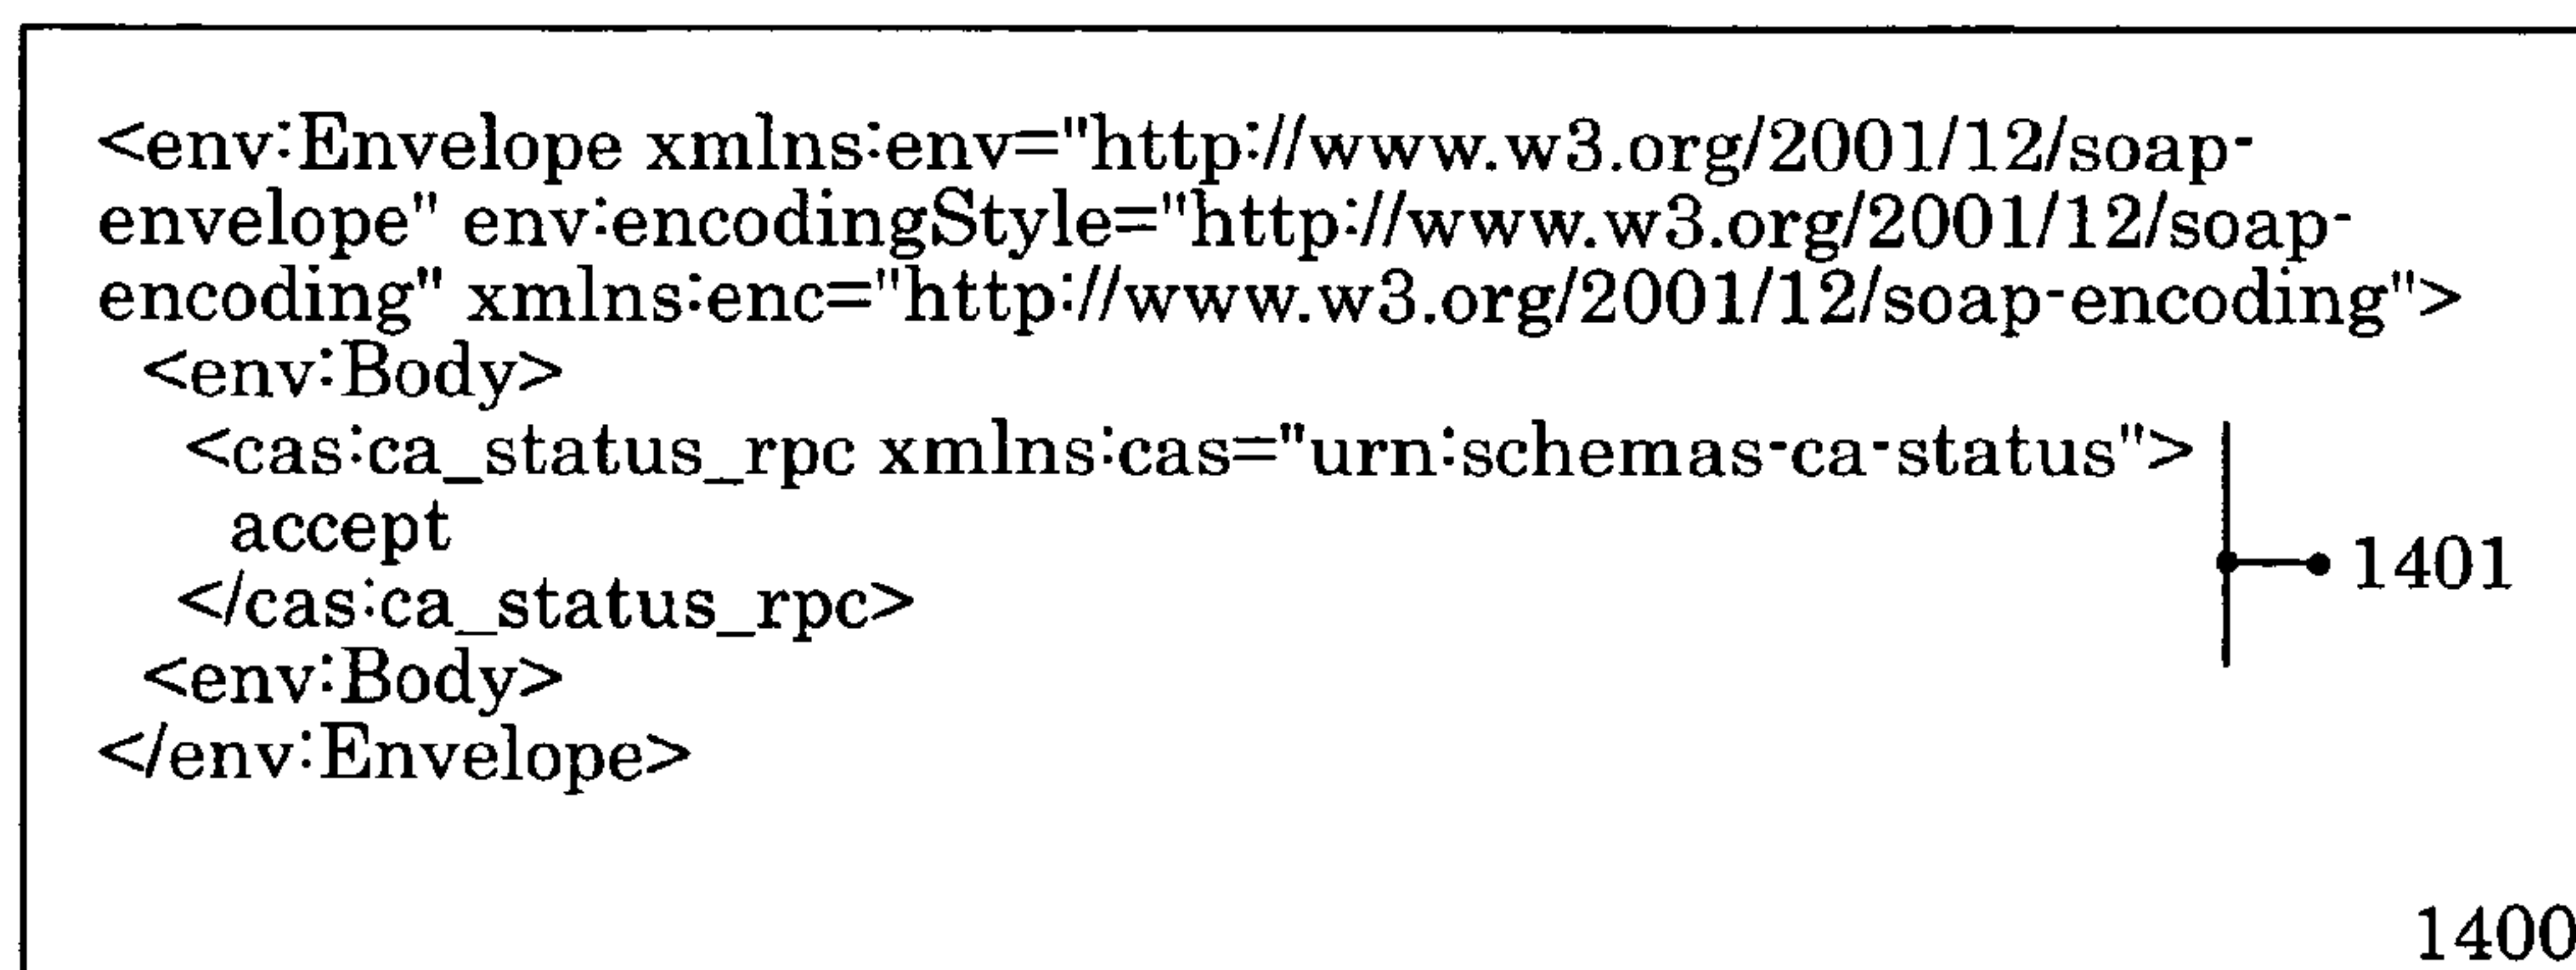 <env:Envelope xmlns:env="http://www.w3.org/2001/12/soap-
envelope" env:encodingStyle="http://www.w3.org/2001/12/soap-
encoding" xmlns:enc="http://www.w3.org/2001/12/soap-encoding">
<env:Body>
<cas:ca_status_rpc xmlns:cas="urn:schemas-ca-status">
accept
1401
</cas:ca_status_rpc>
<env:Body>
</env:Envelope>
1400